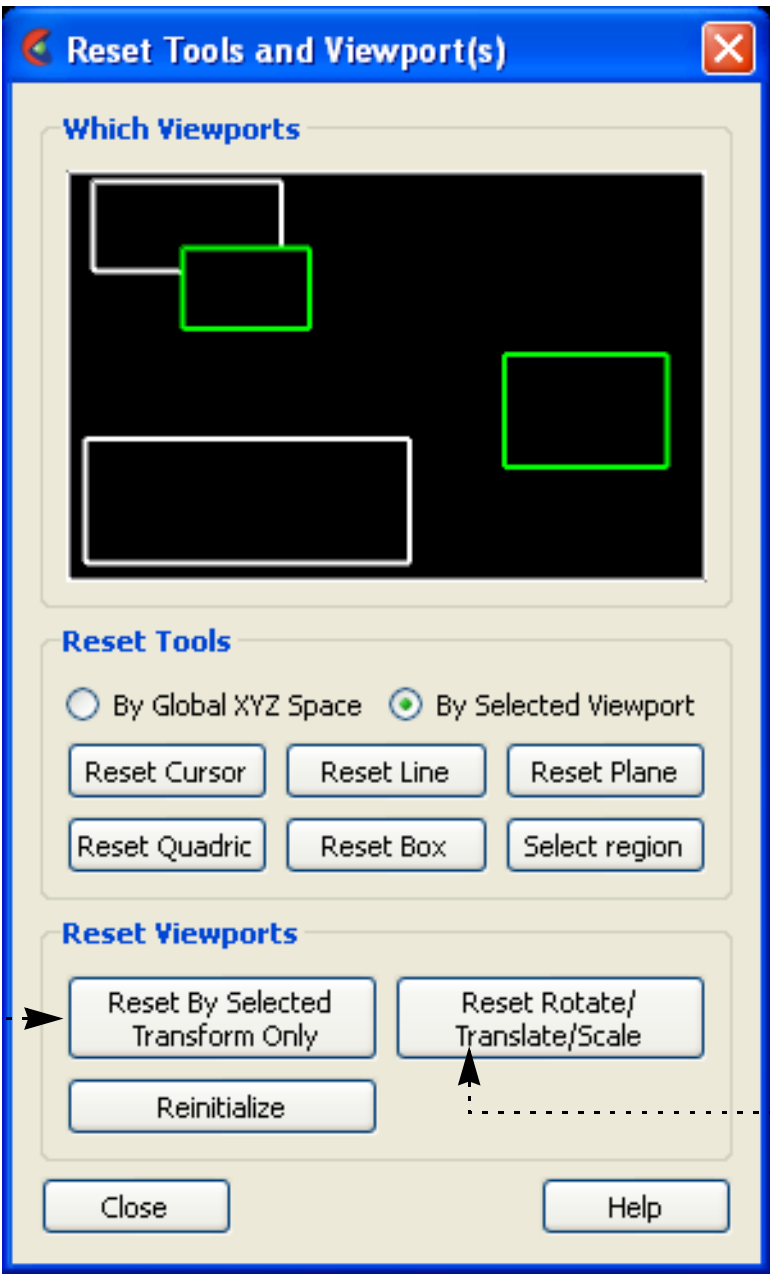 Reset Tools and Viewport(s)
Which Viewports
Reset Tools
By Global XYZ Space
By Selected Viewport
Reset Cursor
Reset Line
Reset Plane
Reset Quadric
Reset Box
Select region
Reset Viewports
Reset By Selected
Transform Only
Reset Rotate/
Translate/Scale
Reinitialize
Close
Help